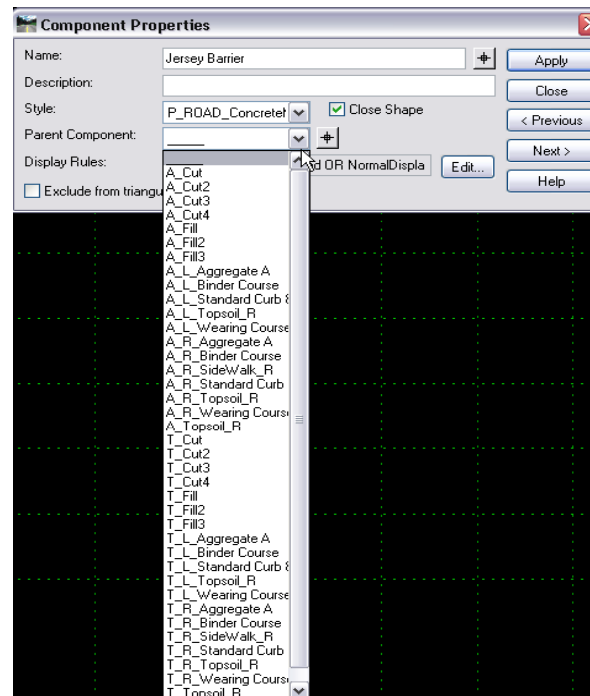 Component Properties
Name:
Jersey Barrier
Apply
Description:
Close
Style:
P_ROAD_Concrete
Close Shape
< Previous
Parent Component:
Next >
Display Rules:
OR NormalDispla
Edit...
Help
Exclude from triangu
A_Cut
A_Cut2
A_Cut3
A_Cut4
A_Fill
A_Fill2
A_Fill3
A_L_Aggregate A
A_L_Binder Course
A_L_Standard Curb &
A_L_Topsoil_R
A_L_Wearing Course
A_R_Aggregate A
A_R_Binder Course
A_R_SideWalk_R
A_R_Standard Curb
A_R_Topsoil_R
A_R_Wearing Cours
A_Topsoil_R
T_Cut
T_Cut2
T_Cut3
T_Cut4
T_Fill
T_Fill2
T_Fill3
T_L_Aggregate A
T_L_Binder Course
T_L_Standard Curb &
T_L_Topsoil_R
T_L_Wearing Course
T_R_Aggregate A
T_R_Binder Course
T_R_SideWalk_R
T_R_Standard Curb
T_R_Topsoil_R
T_R_Wearing Cours
T_Topsoil_R